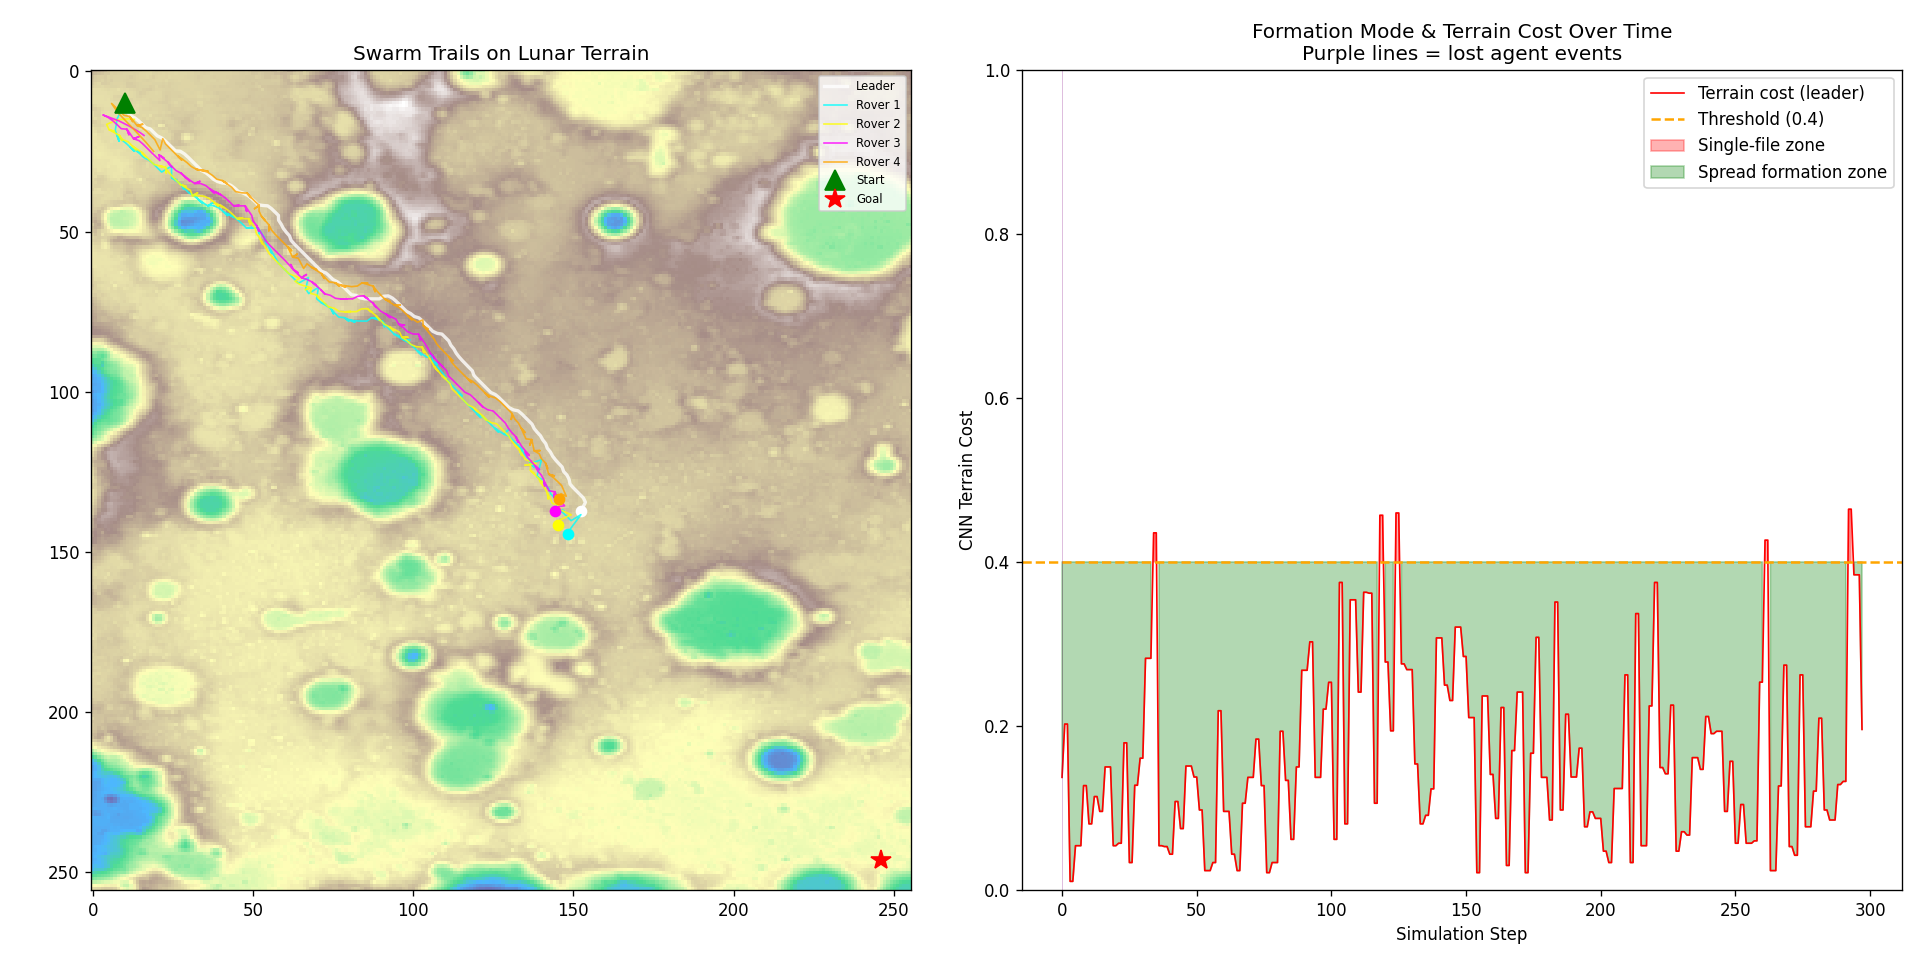 Swarm Trails on Lunar Terrain
Leader
Rover 1
Rover 2
Rover 3
Rover 4
Start
Goal
0
50
100
150
200
250
0
50
100
150
200
250
Formation Mode & Terrain Cost Over Time
Purple lines = lost agent events
Terrain cost (leader)
Threshold (0.4)
Single-file zone
Spread formation zone
CNN Terrain Cost
1.0
0.8
0.6
0.4
0.2
0.0
0
50
100
150
200
250
300
Simulation Step